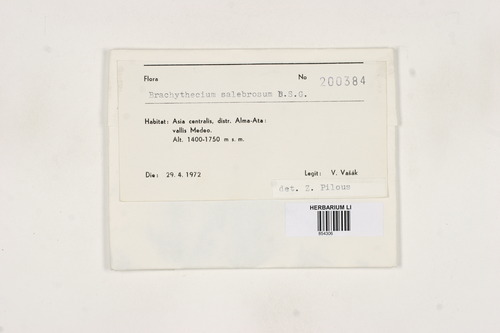 Flora No 200384
Brachythecium salebrosum B.S.G.
Habitat: Asia centralis, distr. Alma-Ata:
vallis Medeo.
Alt. 1400-1750 m s. m.
Die: 29. 4. 1972 Legit: V. Vašák
det. Z. Pilous
HERBARIUM LI